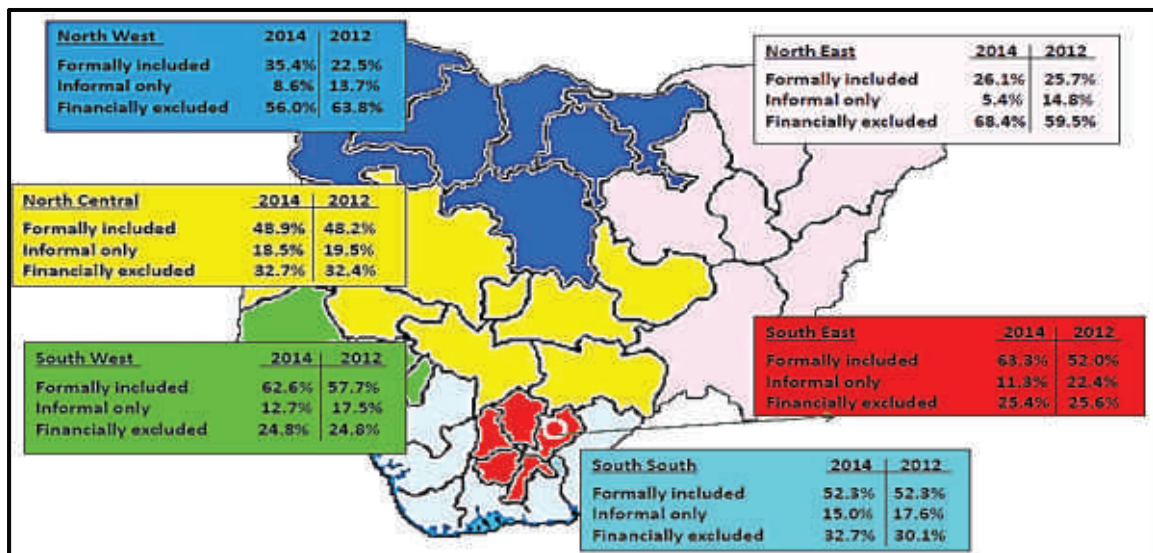 North West 2014 2012
Formally included 35.4% 22.5%
Informal only 8.6% 13.7%
Financially excluded 56.0% 63.8%
North East 2014 2012
Formally included 26.1% 25.7%
Informal only 5.4% 14.8%
Financially excluded 68.4% 59.5%
North Central 2014 2012
Formally included 48.9% 48.2%
Informal only 18.5% 19.5%
Financially excluded 32.7% 32.4%
South West 2014 2012
Formally included 62.6% 57.7%
Informal only 12.7% 17.5%
Financially excluded 24.8% 24.8%
South East 2014 2012
Formally included 63.3% 52.0%
Informal only 11.3% 22.4%
Financially excluded 25.4% 25.6%
South South 2014 2012
Formally included 52.3% 52.3%
Informal only 15.0% 17.6%
Financially excluded 32.7% 30.1%